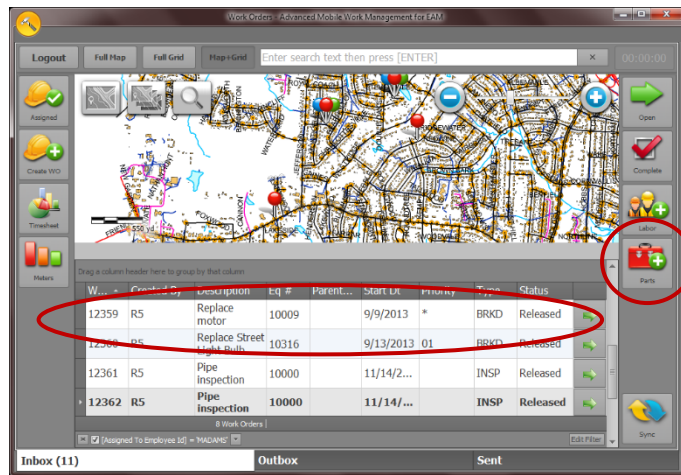 Work Orders - Advanced Mobile Work Management for EAM
Logout Full Map Full Grid Map+Grid Enter search text then press [ENTER] × 00:00:00
Assigned
Create WO
Timesheet
Meters
550 yd
RIDGEWATER
LAKESIDE
Open
Complete
Labor
Parts
Sync
Drag a column header here to group by that column
W... Created By Description Eq # Parent... Start Dt Priority Type Status
12359 R5 Replace motor 10009 9/9/2013 * BRKD Released
12360 R5 Replace Street Light Bulb 10316 9/13/2013 01 BRKD Released
12361 R5 Pipe inspection 10000 11/14/2... INSP Released
12362 R5 Pipe inspection 10000 11/14/... INSP Released
8 Work Orders
[Assigned To Employee Id] = 'MADAMS' Edit Filter
Inbox (11) Outbox Sent